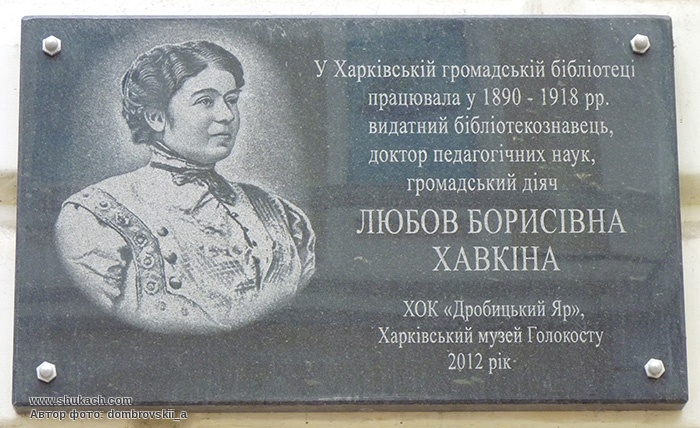 У Харківській громадській бібліотеці
працювала у 1890 - 1918 рр.
видатний бібліотекознавець,
доктор педагогічних наук,
громадський діяч
ЛЮБОВ БОРИСІВНА
ХАВКІНА
ХОК «Дробицький Яр»,
Харківський музей Голокосту
2012 рік
www.shukach.com
Автор фото: dombrovskii_a